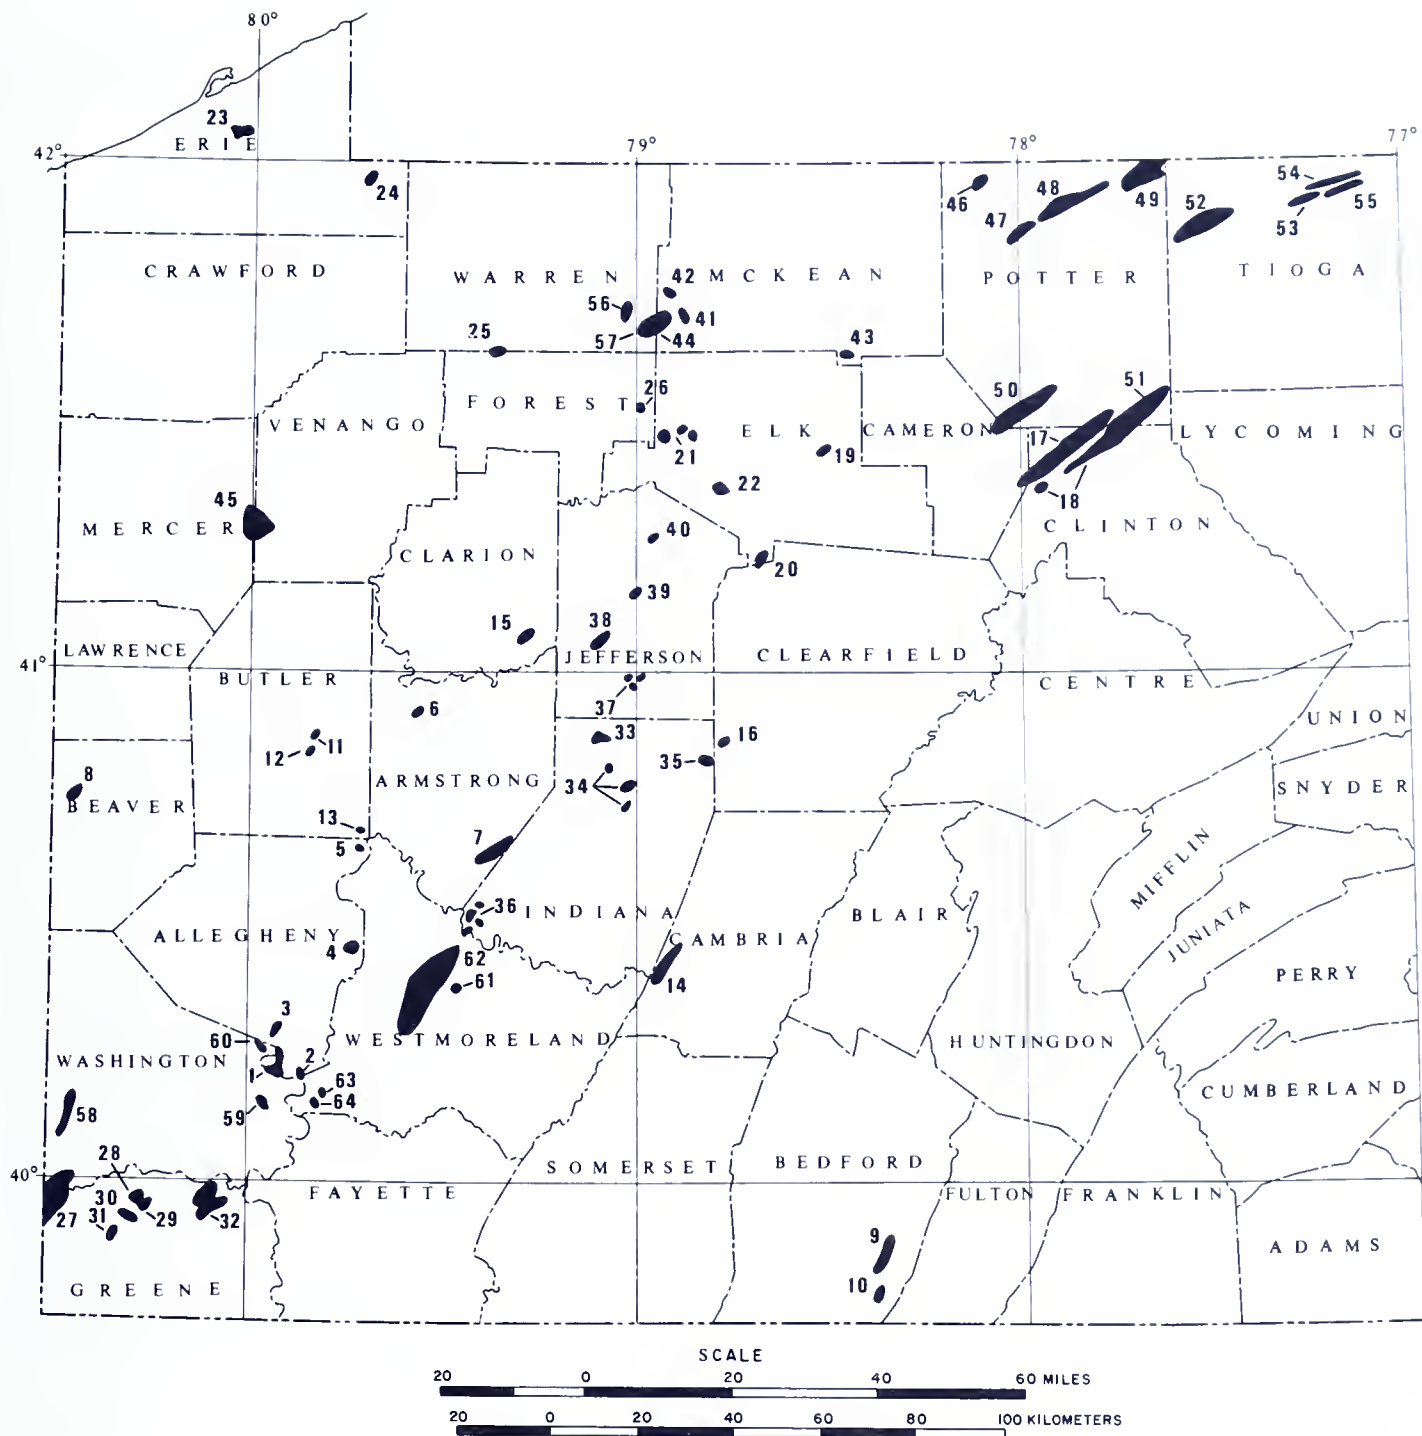 80°
23
ERIE
42°
79°
78°
77°
24
46
48
47
49
54
52
53
55
CRAWFORD
WARREN
42
MCKEAN
POTTER
TIOGA
56
41
25
57
44
43
26
50
51
FOREST
VENANGO
ELK
CAMERON
17
LYCOMING
21
19
45
22
18
MERCER
CLARION
40
CLINTON
20
39
15
38
LAWRENCE
JEFFERSON
CLEARFIELD
41°
BUTLER
CENTRE
6
37
UNION
11
12
33
16
35
8
ARMSTRONG
34
SNYDER
BEAVER
13
5
7
MIFFLIN
36
INDIANA
BLAIR
JUNIATA
ALLEGHENY
4
CAMBRIA
62
61
14
PERRY
3
60
WESTMORELAND
HUNTINGDON
WASHINGTON
2
1
63
64
CUMBERLAND
58
59
28
40°
SOMERSET
BEDFORD
FAYETTE
FULTON
FRANKLIN
30
27
31
29
32
9
ADAMS
10
GREENE
SCALE
20 0 20 40 60 MILES
20 0 20 40 60 80 100 KILOMETERS